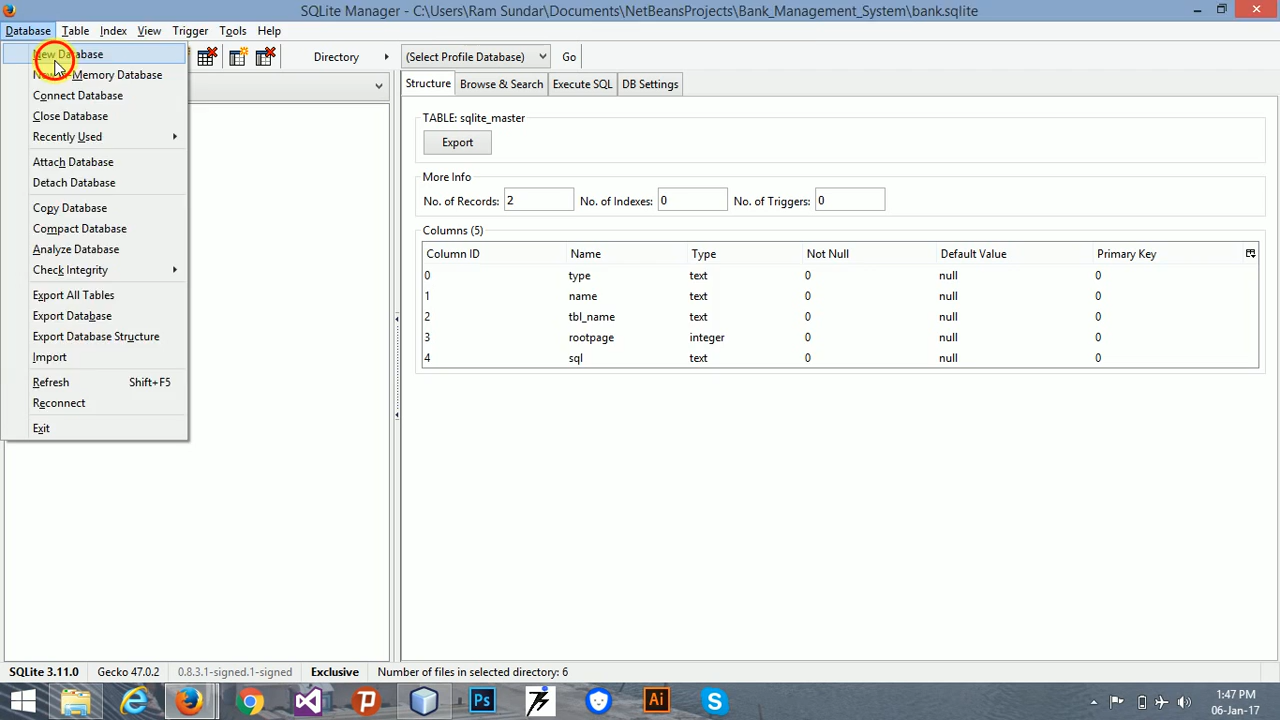 SQLite Manager - C:\Users\Ram Sundar\Documents\NetBeansProjects\Bank_Management_System\bank.sqlite
Database Table Index View Trigger Tools Help
New Database
Memory Database
Connect Database
Close Database
Recently Used
Attach Database
Detach Database
Copy Database
Compact Database
Analyze Database
Check Integrity
Export All Tables
Export Database
Export Database Structure
Import
Refresh Shift+F5
Reconnect
Exit
Directory (Select Profile Database) Go
Structure Browse & Search Execute SQL DB Settings
TABLE: sqlite_master
Export
More Info
No. of Records: 2 No. of Indexes: 0 No. of Triggers: 0
Columns (5)
Column ID Name Type Not Null Default Value Primary Key
0 type text 0 null 0
1 name text 0 null 0
2 tbl_name text 0 null 0
3 rootpage integer 0 null 0
4 sql text 0 null 0
SQLite 3.11.0 Gecko 47.0.2 0.8.3.1-signed.1-signed Exclusive Number of files in selected directory: 6
Ps Ai
1:47 PM
06-Jan-17